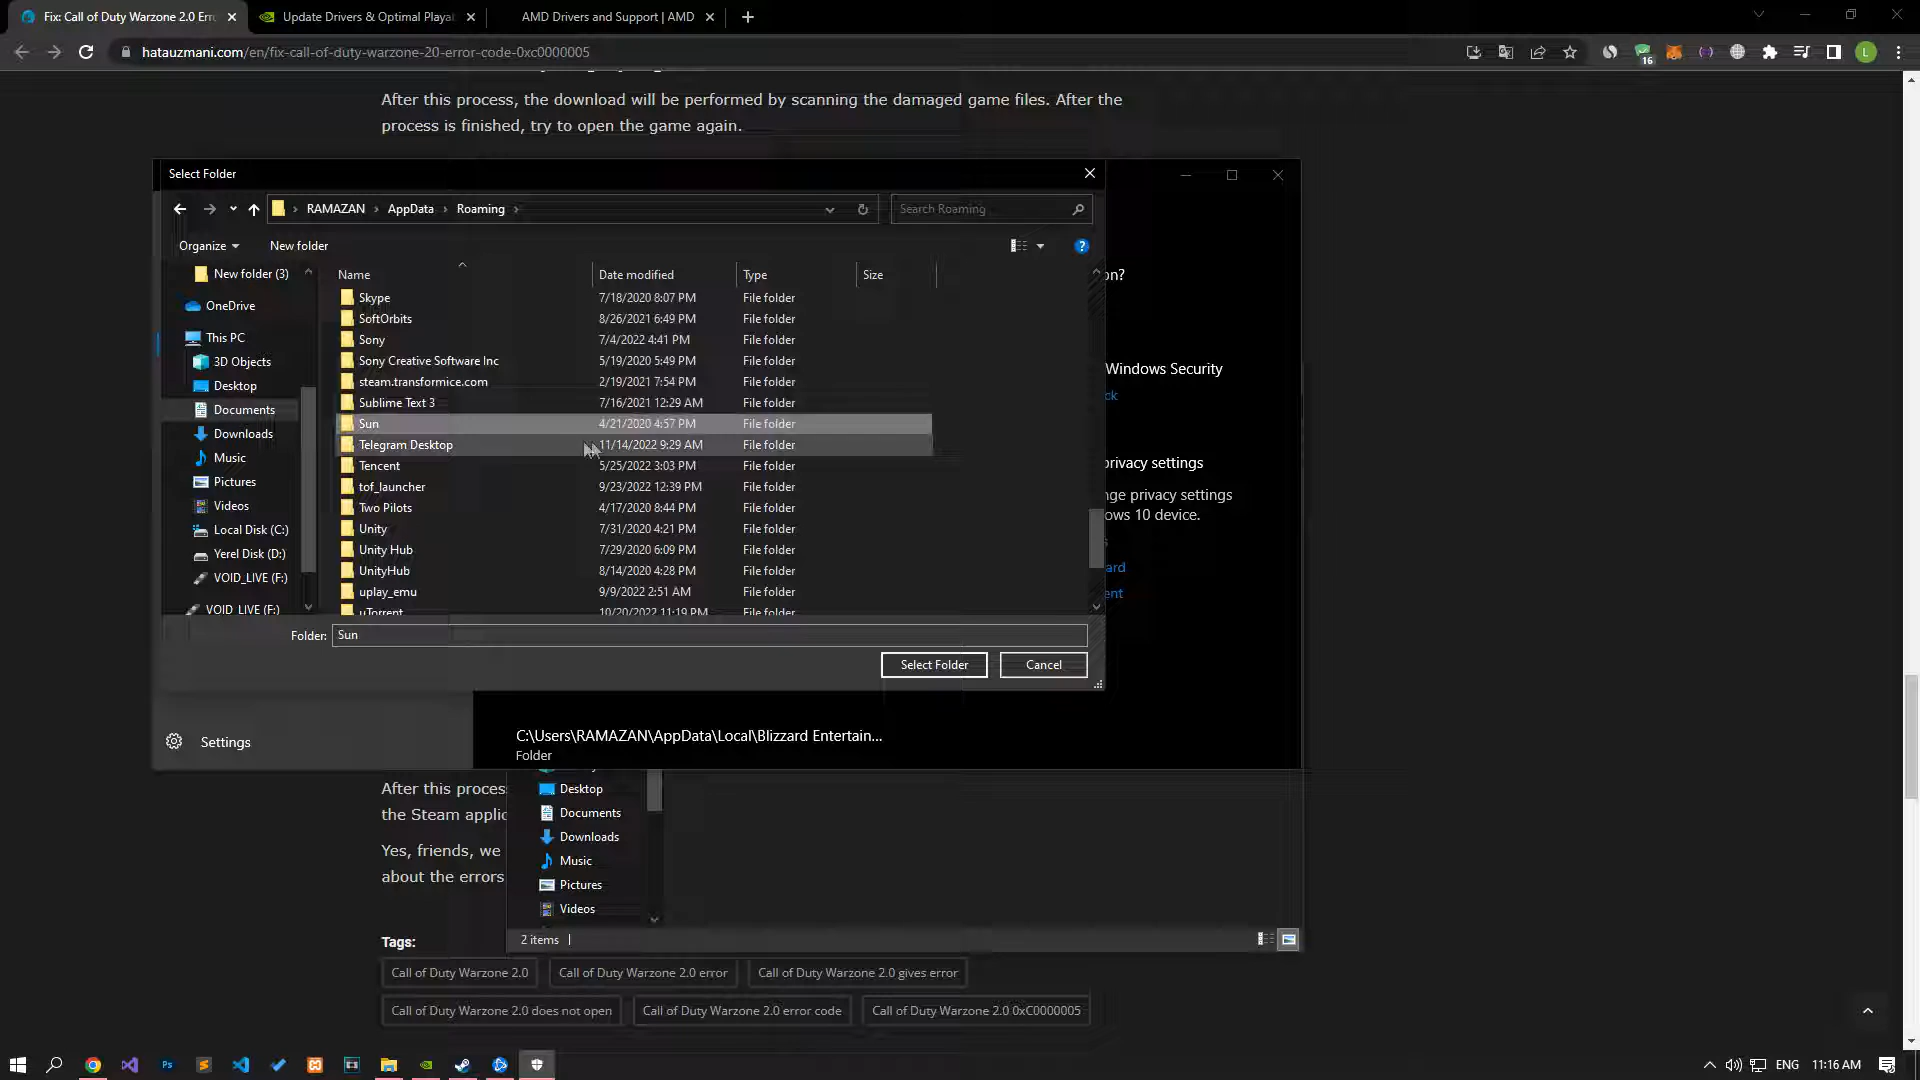 Fix: Call of Duty Warzone 2.0 Err
Update Drivers & Optimal Playa
AMD Drivers and Support | AMD
hatauzmani.com/en/fix-call-of-duty-warzone-20-error-code-0xc0000005
16
L
After this process, the download will be performed by scanning the damaged game files. After the
process is finished, try to open the game again.
Select Folder
RAMAZAN
AppData
Roaming
Search Roaming
Organize
New folder
New folder (3)
OneDrive
This PC
3D Objects
Desktop
Documents
Downloads
Music
Pictures
Videos
Local Disk (C:)
Yerel Disk (D:)
VOID_LIVE (F:)
VOID_LIVE (F:)
Name Date modified Type Size
Skype 7/18/2020 8:07 PM File folder
SoftOrbits 8/26/2021 6:49 PM File folder
Sony 7/4/2022 4:41 PM File folder
Sony Creative Software Inc 5/19/2020 5:49 PM File folder
steam.transformice.com 2/19/2021 7:54 PM File folder
Sublime Text 3 7/16/2021 12:29 AM File folder
Sun 4/21/2020 4:57 PM File folder
Telegram Desktop 11/14/2022 9:29 AM File folder
Tencent 5/25/2022 3:03 PM File folder
tof_launcher 9/23/2022 12:39 PM File folder
Two Pilots 4/17/2020 8:44 PM File folder
Unity 7/31/2020 4:21 PM File folder
Unity Hub 7/29/2020 6:09 PM File folder
UnityHub 8/14/2020 4:28 PM File folder
uplay_emu 9/9/2022 2:51 AM File folder
uTorrent 10/20/2022 11:19 PM File folder
Folder: Sun
Select Folder
Cancel
on?
Windows Security
ck
privacy settings
nge privacy settings
ows 10 device.
s
ard
ent
Settings
C:\Users\RAMAZAN\AppData\Local\Blizzard Entertain...
Folder
After this process
the Steam applic
Yes, friends, we
about the errors
Desktop
Documents
Downloads
Music
Pictures
Videos
2 items
Tags:
Call of Duty Warzone 2.0
Call of Duty Warzone 2.0 error
Call of Duty Warzone 2.0 gives error
Call of Duty Warzone 2.0 does not open
Call of Duty Warzone 2.0 error code
Call of Duty Warzone 2.0 0xC0000005
Ps
ENG
11:16 AM